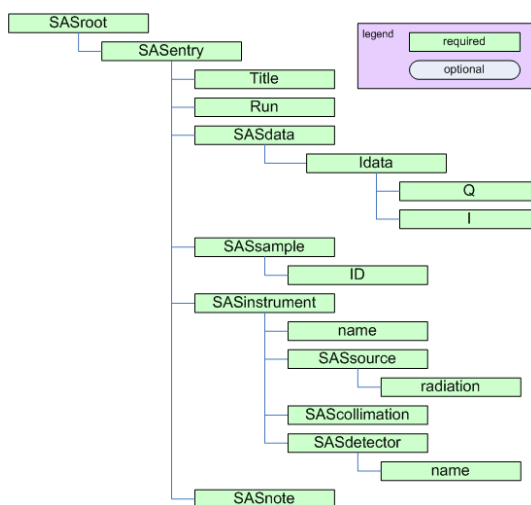 SASroot
legend
required
optional
SASentry
Title
Run
SASdata
Idata
Q
I
SASsample
ID
SASinstrument
name
SASsource
radiation
SAScollimation
SASdetector
name
SASnote